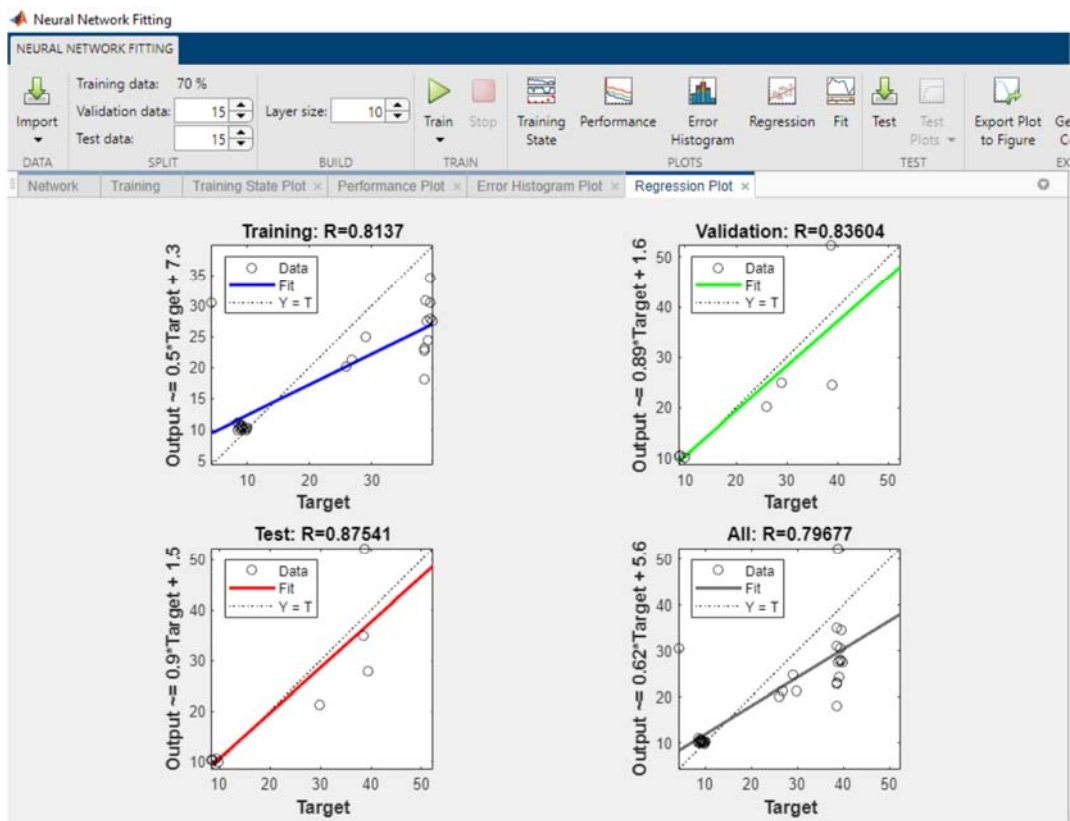 Neural Network Fitting
NEURAL NETWORK FITTING
Import
DATA
Training data: 70 %
Validation data: 15
Test data: 15
SPLIT
Layer size: 10
BUILD
Train
Stop
TRAIN
Training State
Performance
Error Histogram
Regression
Fit
PLOTS
Test
Test Plots
TEST
Export Plot to Figure
Network
Training
Training State Plot ×
Performance Plot ×
Error Histogram Plot ×
Regression Plot ×
Training: R=0.8137
Output ~= 0.5*Target + 7.3
35
30
25
20
15
10
5
Data
Fit
Y = T
10 20 30
Target
Validation: R=0.83604
Output ~= 0.89*Target + 1.6
50
40
30
20
10
Data
Fit
Y = T
10 20 30 40 50
Target
Test: R=0.87541
Output ~= 0.9*Target + 1.5
50
40
30
20
10
Data
Fit
Y = T
10 20 30 40 50
Target
All: R=0.79677
Output ~= 0.62*Target + 5.6
50
40
30
20
10
Data
Fit
Y = T
10 20 30 40 50
Target